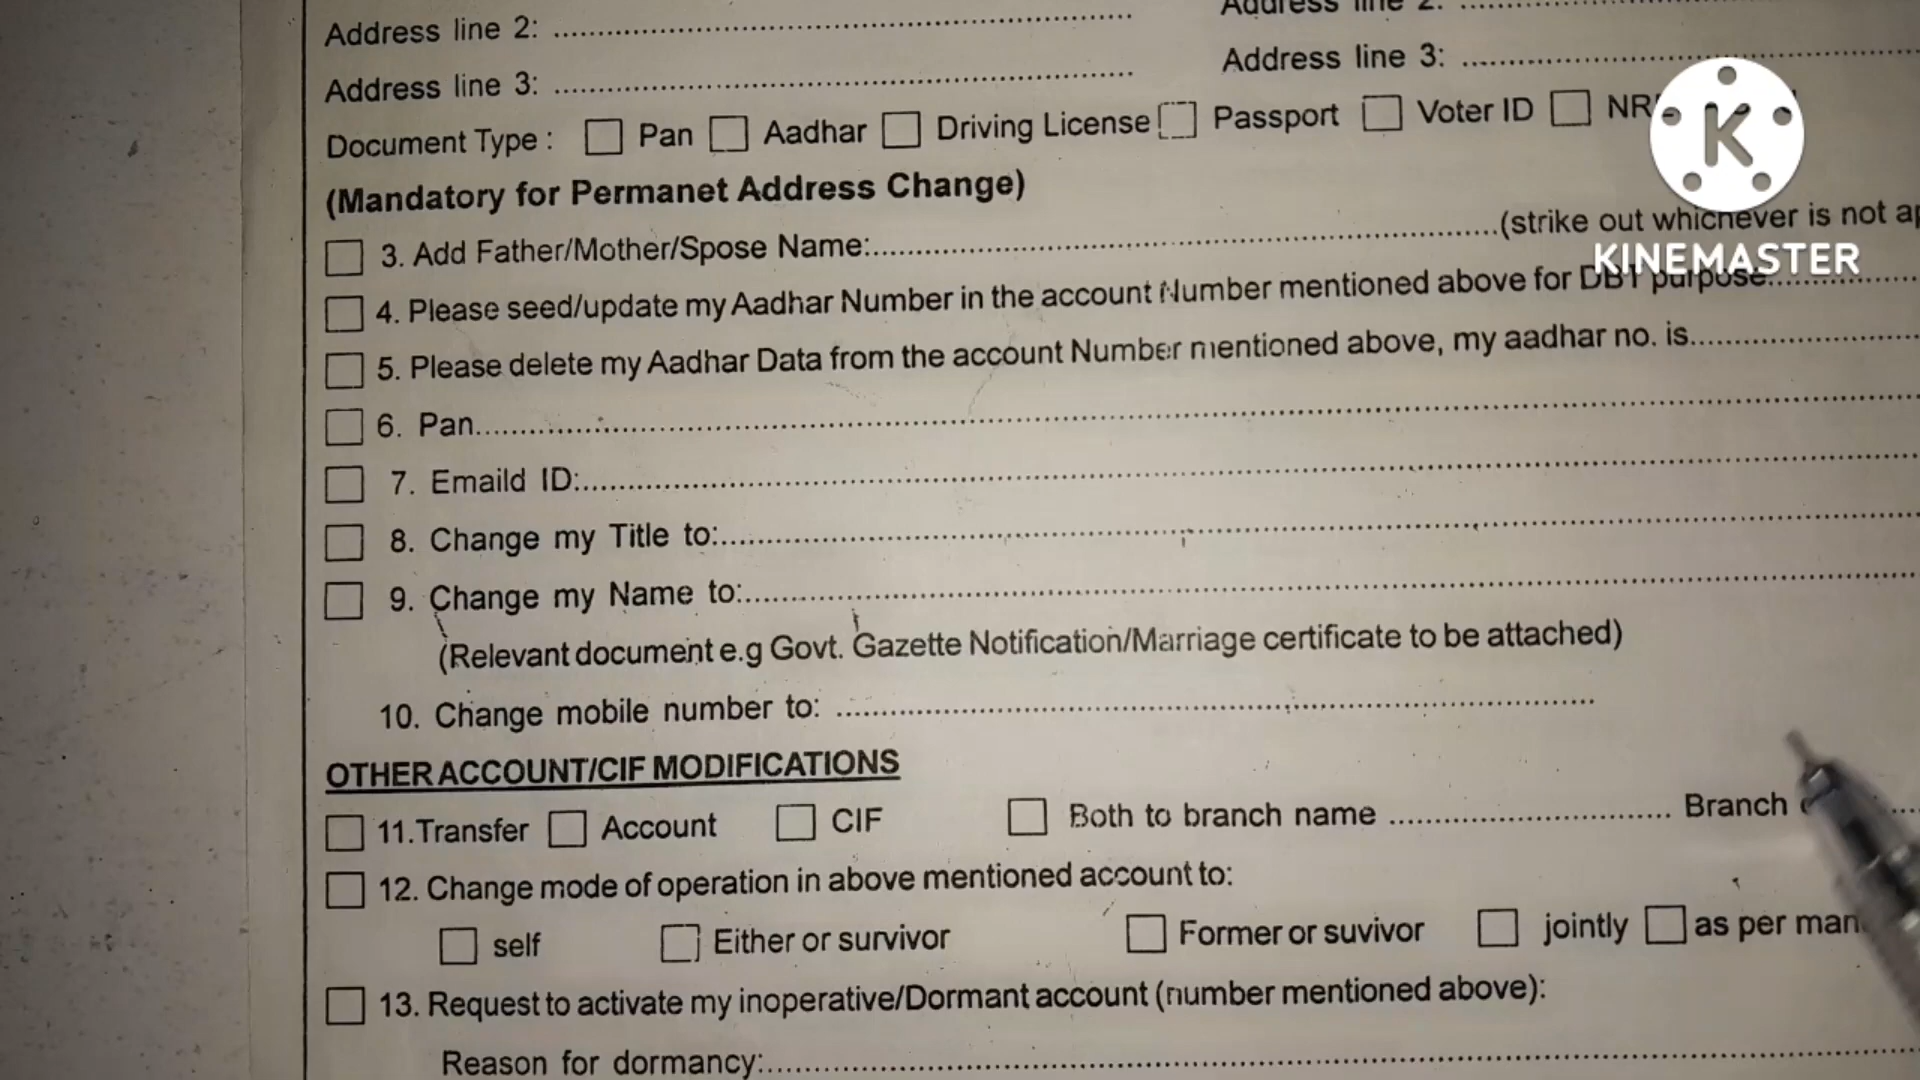 Address line 2: ........................................ Address line 2: ........................................
Address line 3: ........................................ Address line 3: ........................................
Document Type : Pan Aadhar Driving License Passport Voter ID
(Mandatory for Permanet Address Change)
3. Add Father/Mother/Spose Name:........................................(strike out whichever is not
4. Please seed/update my Aadhar Number in the account Number mentioned above for DBT purpose............
5. Please delete my Aadhar Data from the account Number mentioned above, my aadhar no. is............
6. Pan........................................
7. Emaild ID:........................................
8. Change my Title to:........................................
9. Change my Name to:........................................
(Relevant document e.g Govt. Gazette Notification/Marriage certificate to be attached)
10. Change mobile number to: ........................................
OTHER ACCOUNT/CIF MODIFICATIONS
11.Transfer Account CIF Both to branch name .............................. Branch
12. Change mode of operation in above mentioned account to:
self Either or survivor Former or suvivor jointly as per
13. Request to activate my inoperative/Dormant account (number mentioned above):
Reason for dormancy:........................................
K
KINEMASTER